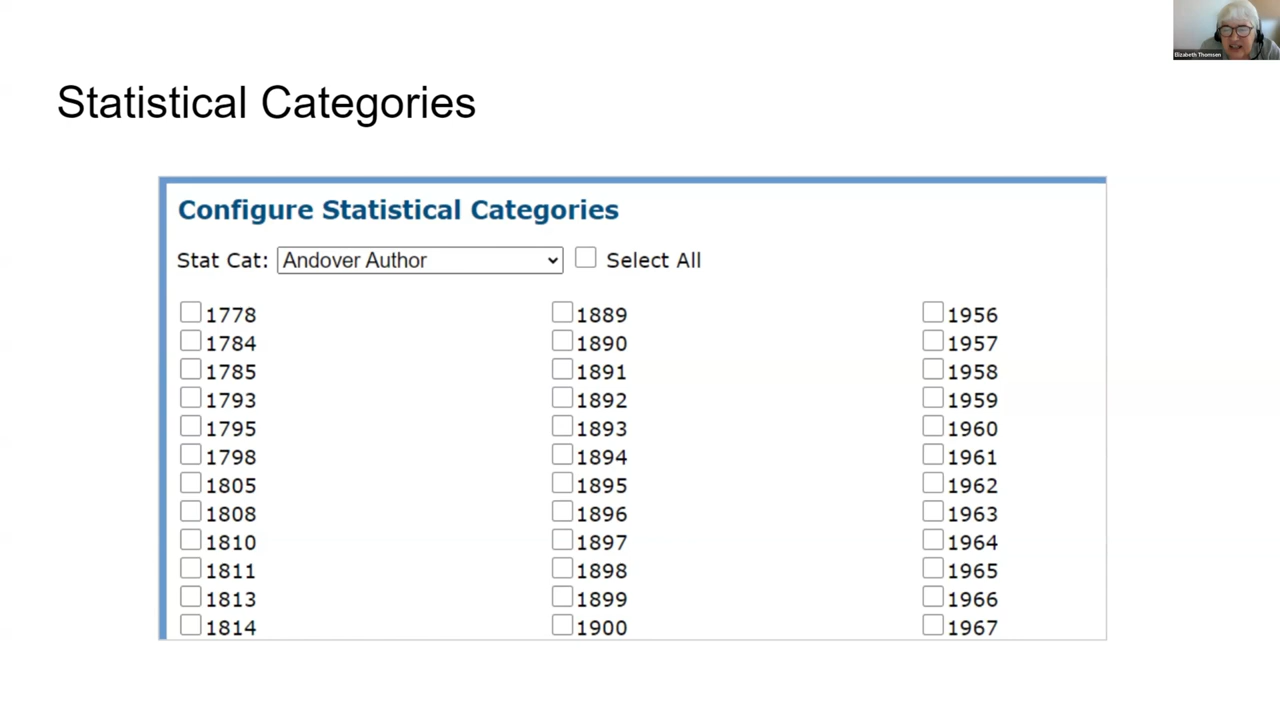 Elizabeth Thomsen
Statistical Categories
Configure Statistical Categories
Stat Cat: Andover Author Select All
1778 1889 1956
1784 1890 1957
1785 1891 1958
1793 1892 1959
1795 1893 1960
1798 1894 1961
1805 1895 1962
1808 1896 1963
1810 1897 1964
1811 1898 1965
1813 1899 1966
1814 1900 1967